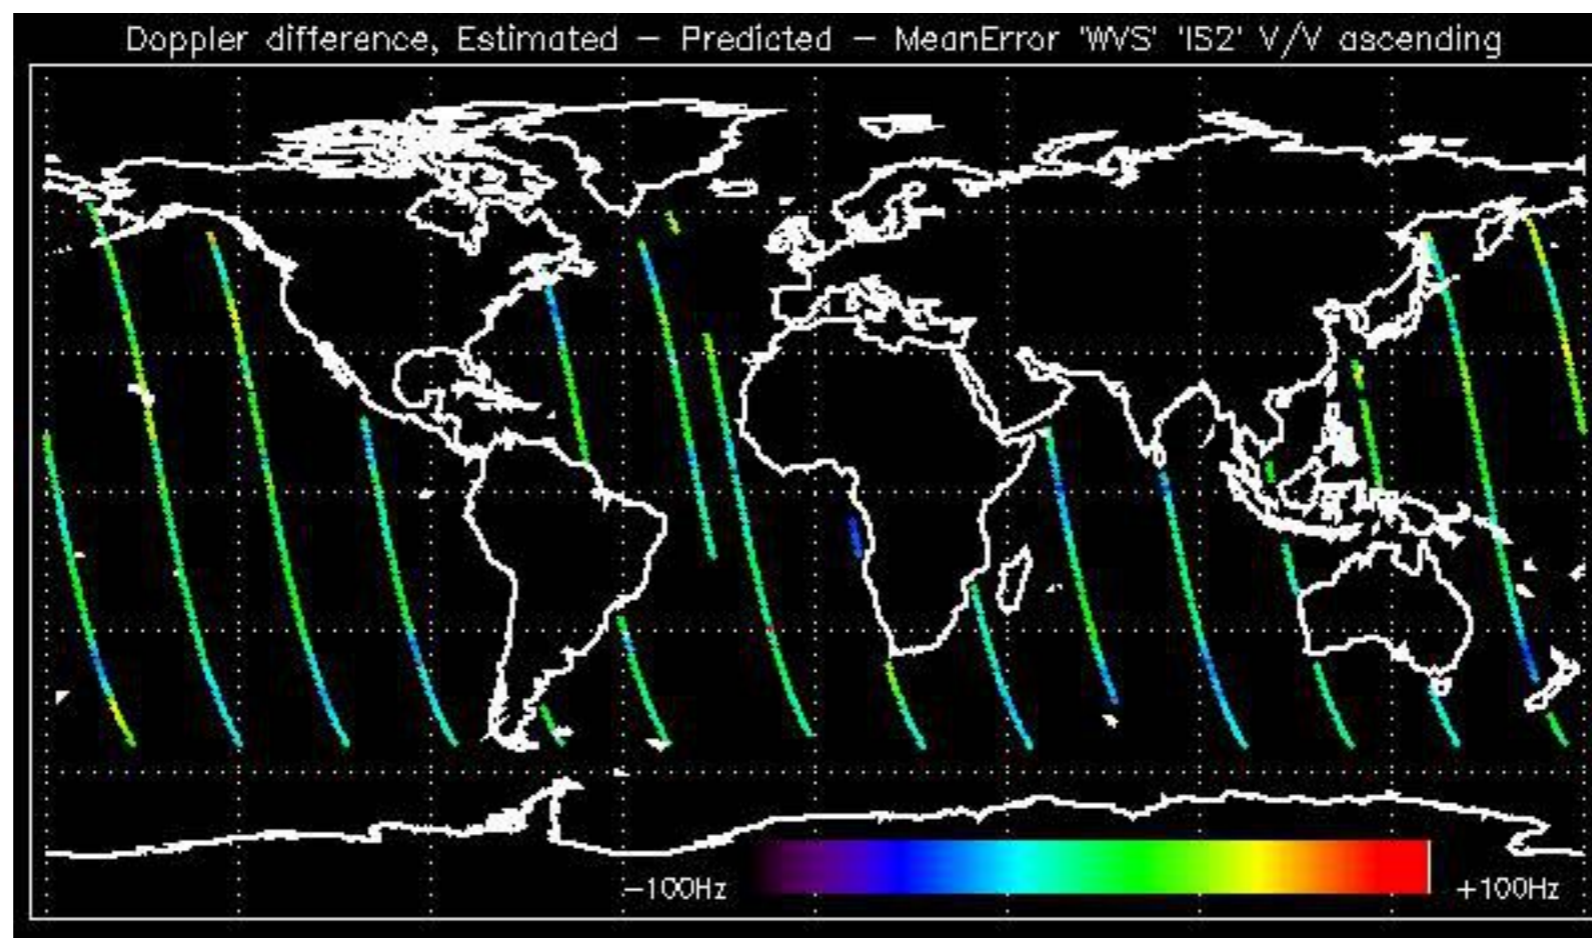 Doppler difference, Estimated – Predicted – MeanError 'WVS' 'IS2' V/V ascending
–100Hz +100Hz